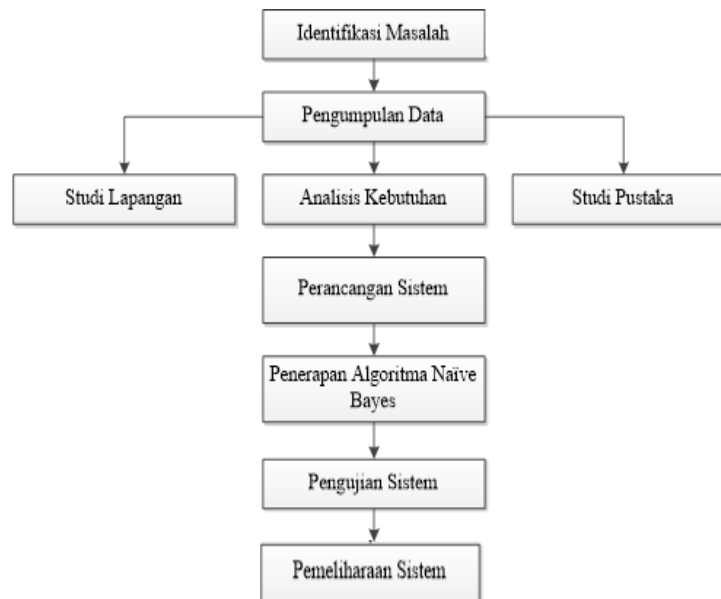 Identifikasi Masalah
Pengumpulan Data
Studi Lapangan
Analisis Kebutuhan
Studi Pustaka
Perancangan Sistem
Penerapan Algoritma Naïve
Bayes
Pengujian Sistem
Pemeliharaan Sistem